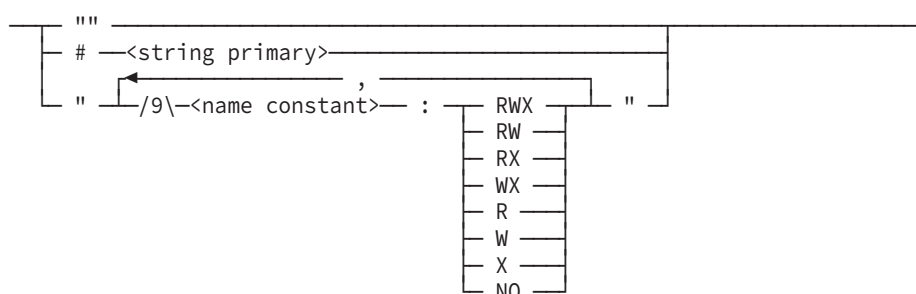 ""
# <string primary>
,
" /9\ <name constant> : RWX "
RW
RX
WX
R
W
X
NO